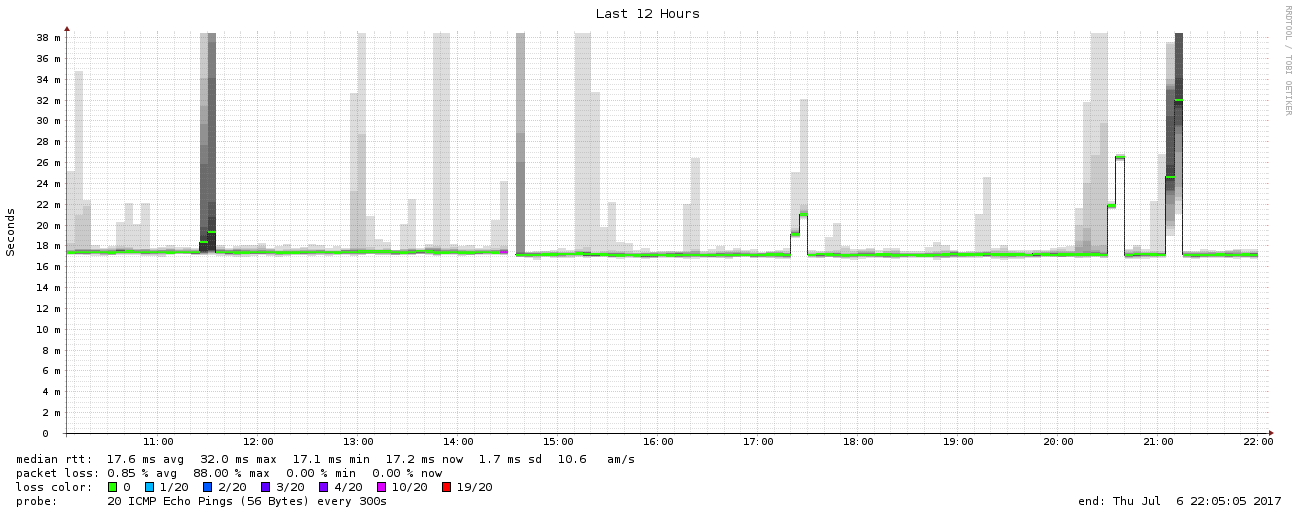 Last 12 Hours
RRDTOOL / TOBI OETIKER
Seconds
38 m
36 m
34 m
32 m
30 m
28 m
26 m
24 m
22 m
20 m
18 m
16 m
14 m
12 m
10 m
8 m
6 m
4 m
2 m
0
11:00 12:00 13:00 14:00 15:00 16:00 17:00 18:00 19:00 20:00 21:00 22:00
median rtt: 17.6 ms avg 32.0 ms max 17.1 ms min 17.2 ms now 1.7 ms sd 10.6 am/s
packet loss: 0.85 % avg 88.00 % max 0.00 % min 0.00 % now
loss color: 0 1/20 2/20 3/20 4/20 10/20 19/20
probe: 20 ICMP Echo Pings (56 Bytes) every 300s end: Thu Jul 6 22:05:05 2017